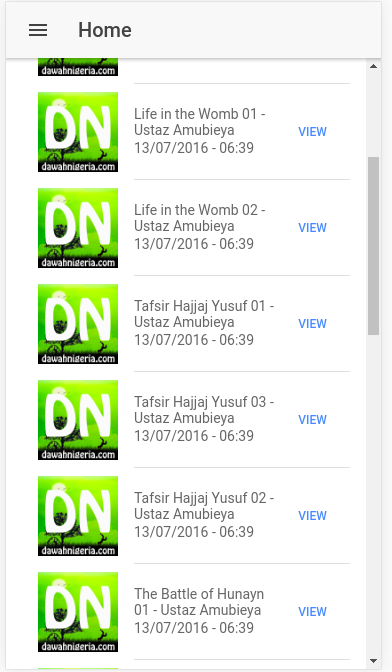 Home
dawahnigeria.com
DN
dawahnigeria.com
Life in the Womb 01 -
Ustaz Amubieya
13/07/2016 - 06:39
VIEW
DN
dawahnigeria.com
Life in the Womb 02 -
Ustaz Amubieya
13/07/2016 - 06:39
VIEW
DN
dawahnigeria.com
Tafsir Hajjaj Yusuf 01 -
Ustaz Amubieya
13/07/2016 - 06:39
VIEW
DN
dawahnigeria.com
Tafsir Hajjaj Yusuf 03 -
Ustaz Amubieya
13/07/2016 - 06:39
VIEW
DN
dawahnigeria.com
Tafsir Hajjaj Yusuf 02 -
Ustaz Amubieya
13/07/2016 - 06:39
VIEW
DN
dawahnigeria.com
The Battle of Hunayn
01 - Ustaz Amubieya
13/07/2016 - 06:39
VIEW